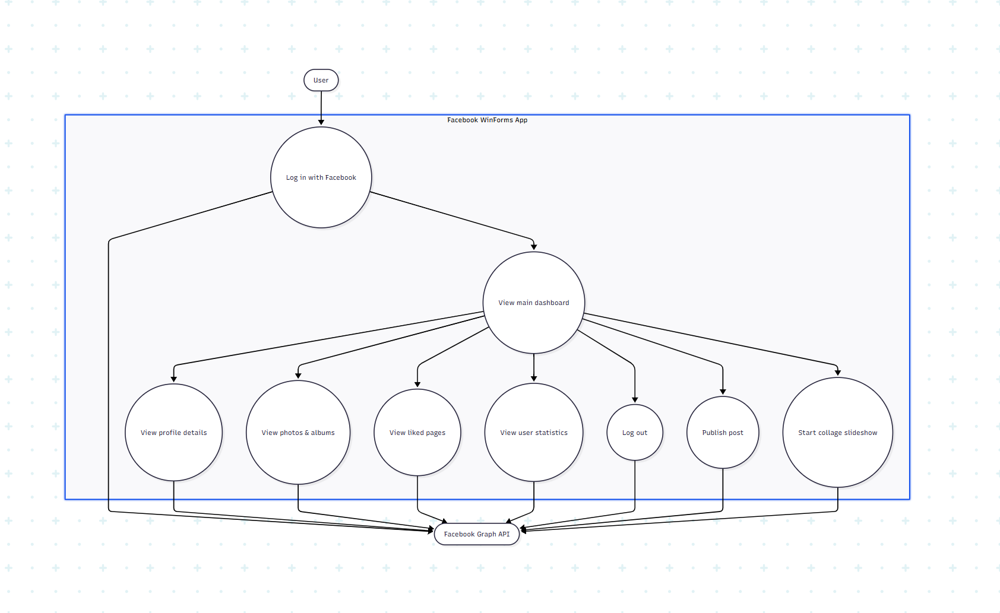 User
Facebook WinForms App
Log in with Facebook
View main dashboard
View profile details
View photos & albums
View liked pages
View user statistics
Log out
Publish post
Start collage slideshow
Facebook Graph API